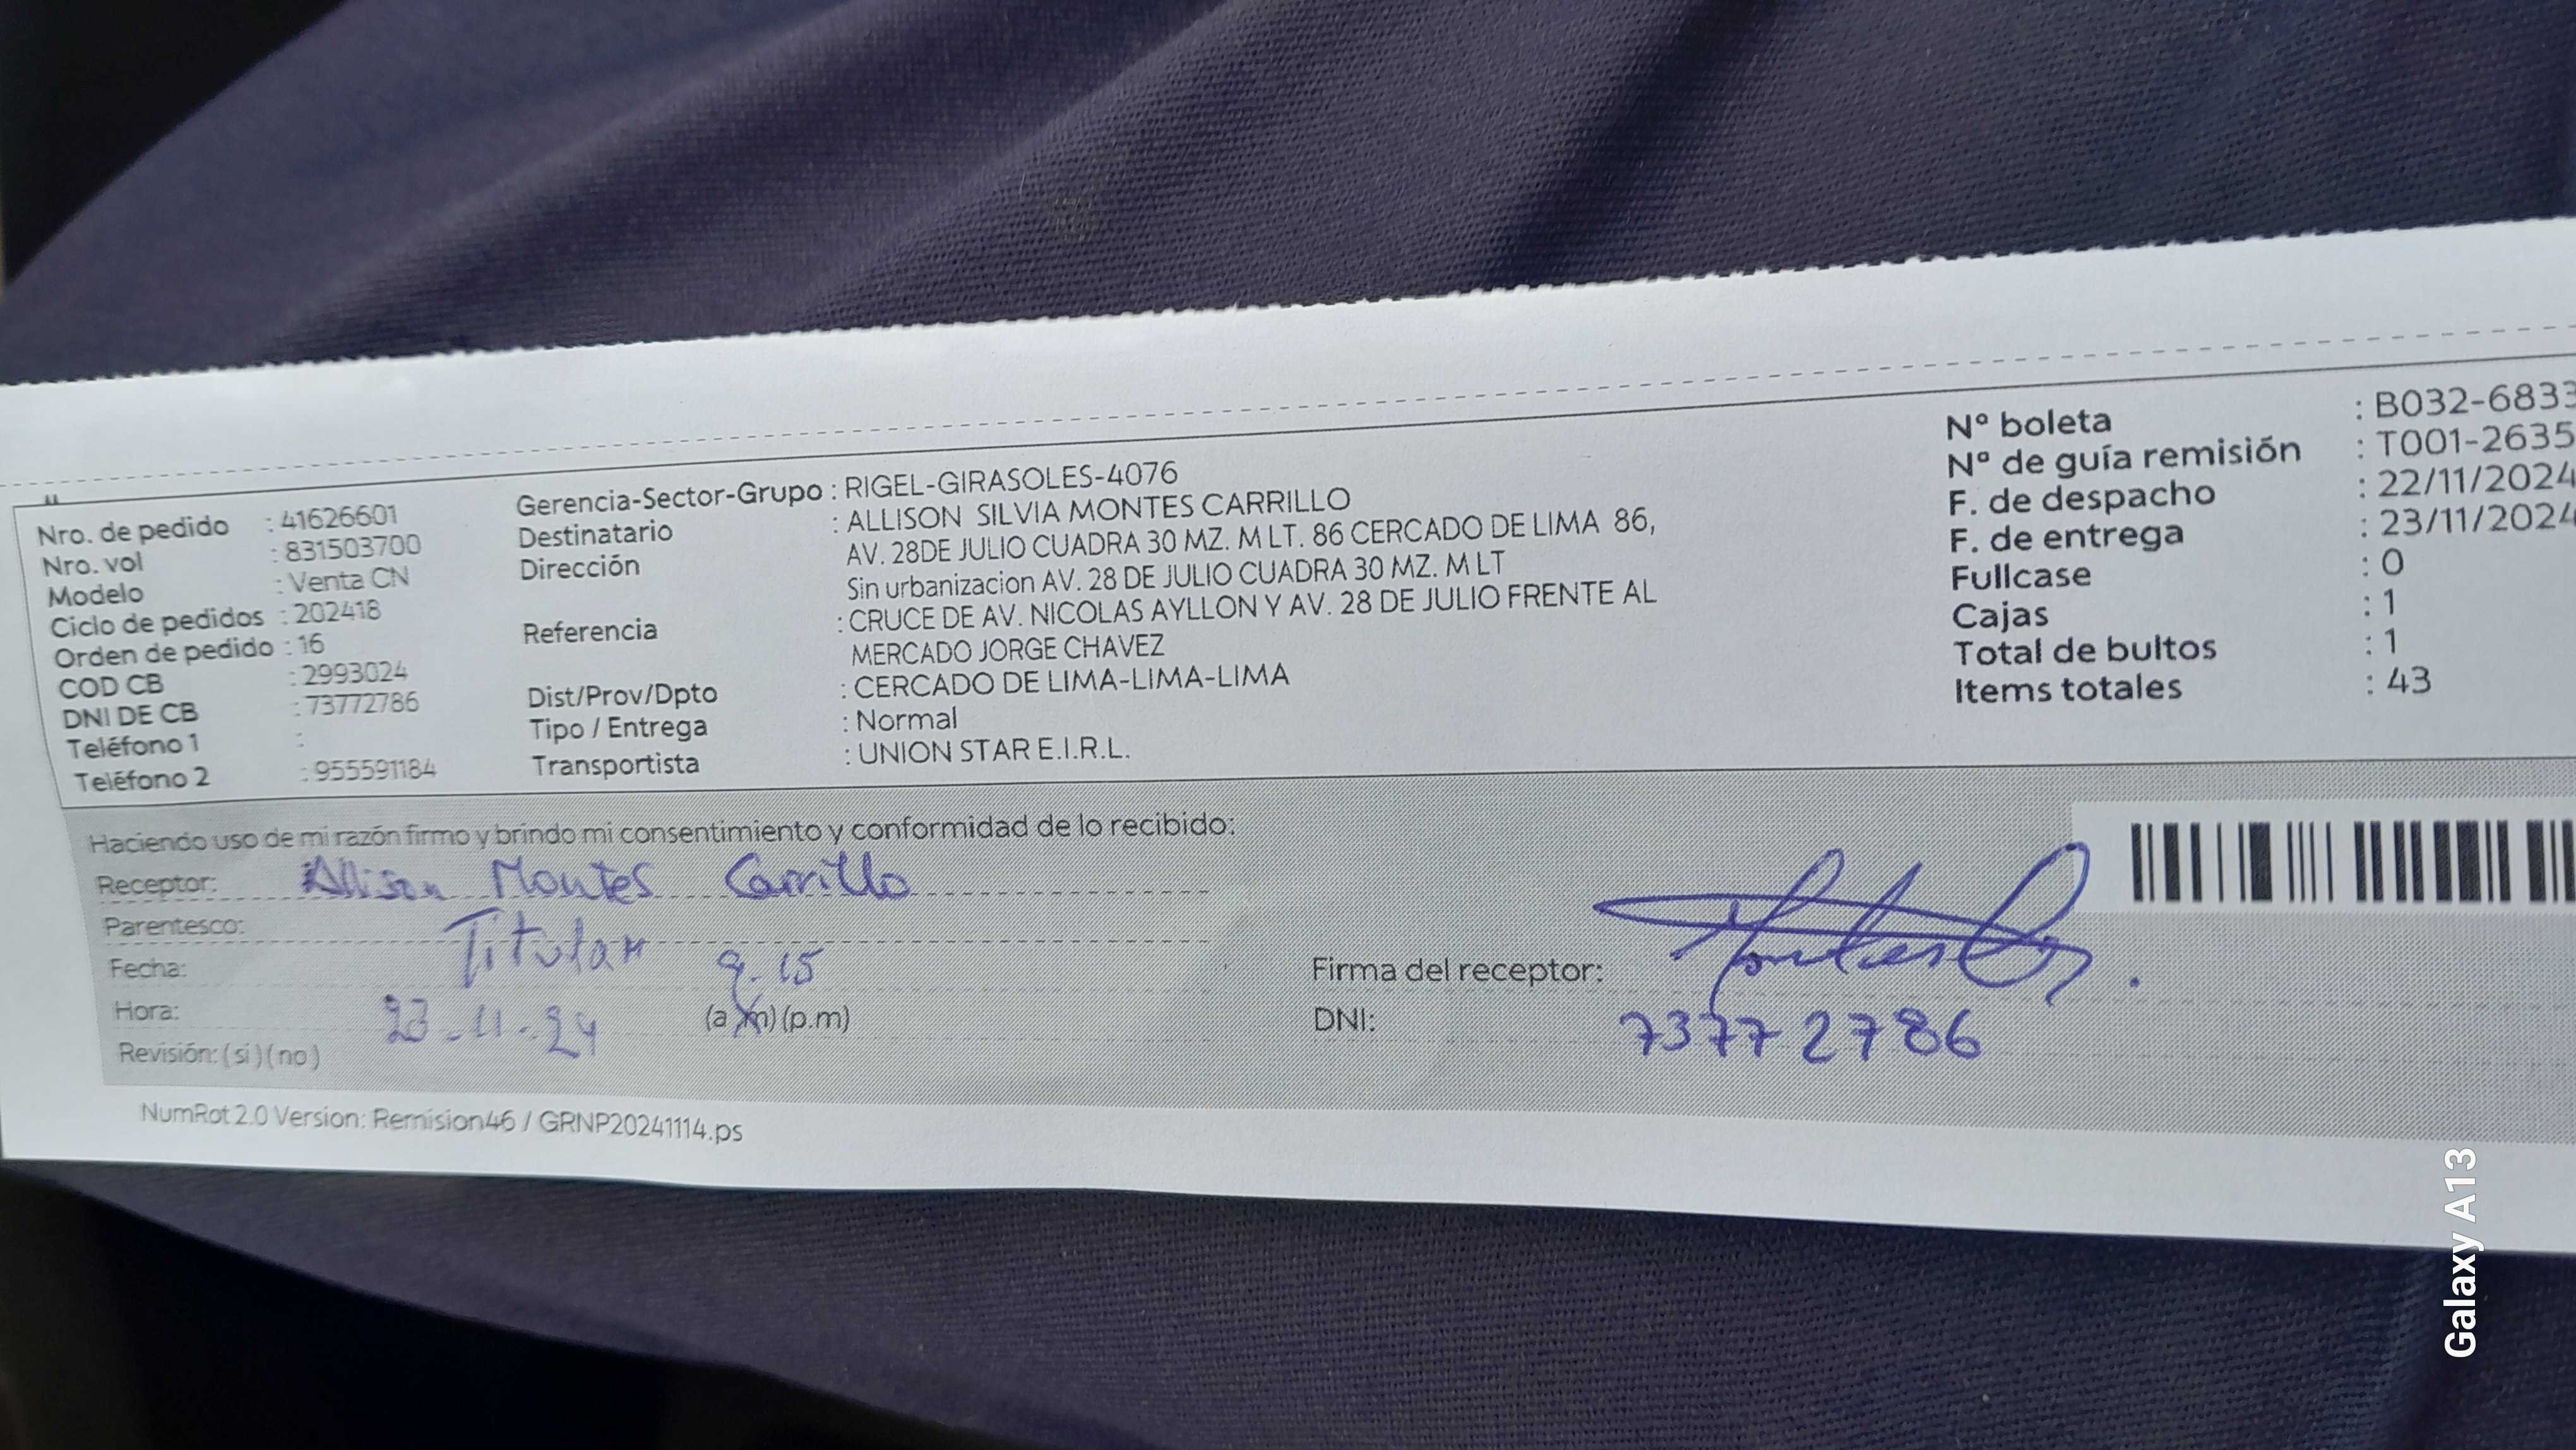 Nro. de pedido : 41626601
Nro. vol : 831503700
Modelo : Venta CN
Ciclo de pedidos : 202418
Orden de pedido : 16
COD CB : 2993024
DNI DE CB : 73772786
Teléfono 1 :
Teléfono 2 : 955591184
Gerencia-Sector-Grupo : RIGEL-GIRASOLES-4076
Destinatario : ALLISON SILVIA MONTES CARRILLO
Dirección AV. 28DE JULIO CUADRA 30 MZ. M LT. 86 CERCADO DE LIMA 86,
Sin urbanizacion AV. 28 DE JULIO CUADRA 30 MZ. M LT
Referencia : CRUCE DE AV. NICOLAS AYLLON Y AV. 28 DE JULIO FRENTE AL
MERCADO JORGE CHAVEZ
Dist/Prov/Dpto : CERCADO DE LIMA-LIMA-LIMA
Tipo / Entrega : Normal
Transportista : UNION STAR E.I.R.L.
Nº boleta : B032-6833
Nº de guía remisión : T001-2635
F. de despacho : 22/11/2024
F. de entrega : 23/11/2024
Fullcase : 0
Cajas : 1
Total de bultos : 1
Items totales : 43
Haciendo uso de mi razón firmo y brindo mi consentimiento y conformidad de lo recibido:
Receptor: Allison Montes Carrillo
Parentesco: Titular
Fecha: 9.15
Hora: 23-11-24 (a.m) (p.m)
Revisión: (si) (no)
Firma del receptor:
DNI: 73772786
NumRot 2.0 Version: Remision46 / GRNP20241114.ps
Galaxy A13